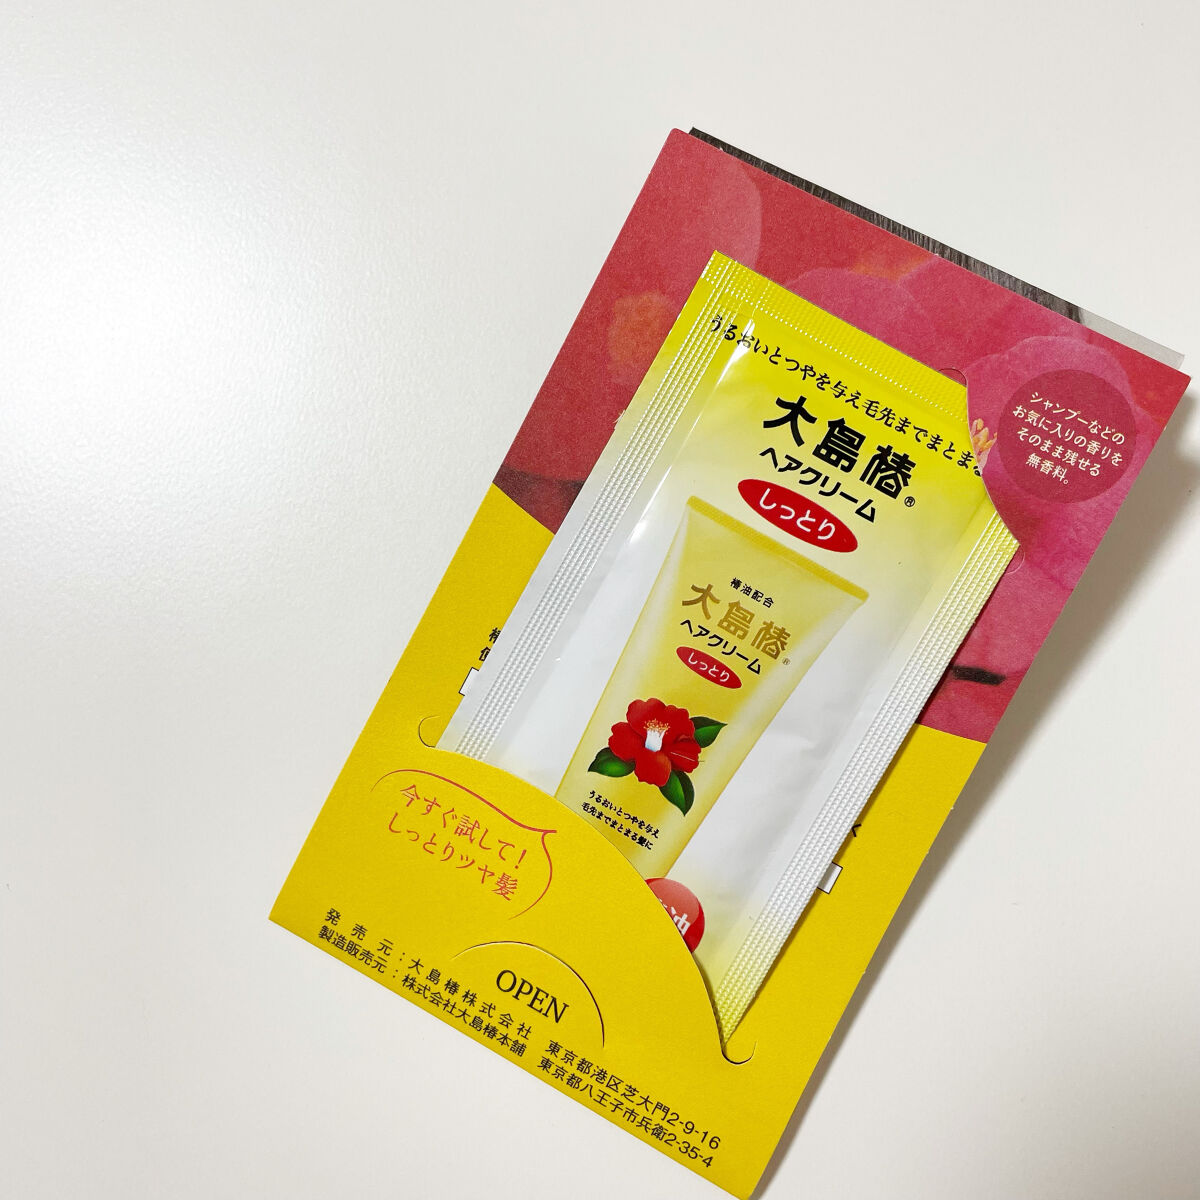 うるおいとつやを与え毛先までまとまる
大島椿®
ヘアクリーム
しっとり
シャンプーなどの
お気に入りの香りを
そのまま残せる
無香料。
椿油配合
大島椿®
ヘアクリーム
しっとり
うるおいとつやを与え
毛先までまとまる髪に
油
今すぐ試して!
しっとりツヤ髪
OPEN
発売元:大島椿株式会社 東京都港区芝大門2-9-16
製造販売元:株式会社大島椿本舗 東京都八王子市兵衛2-35-4